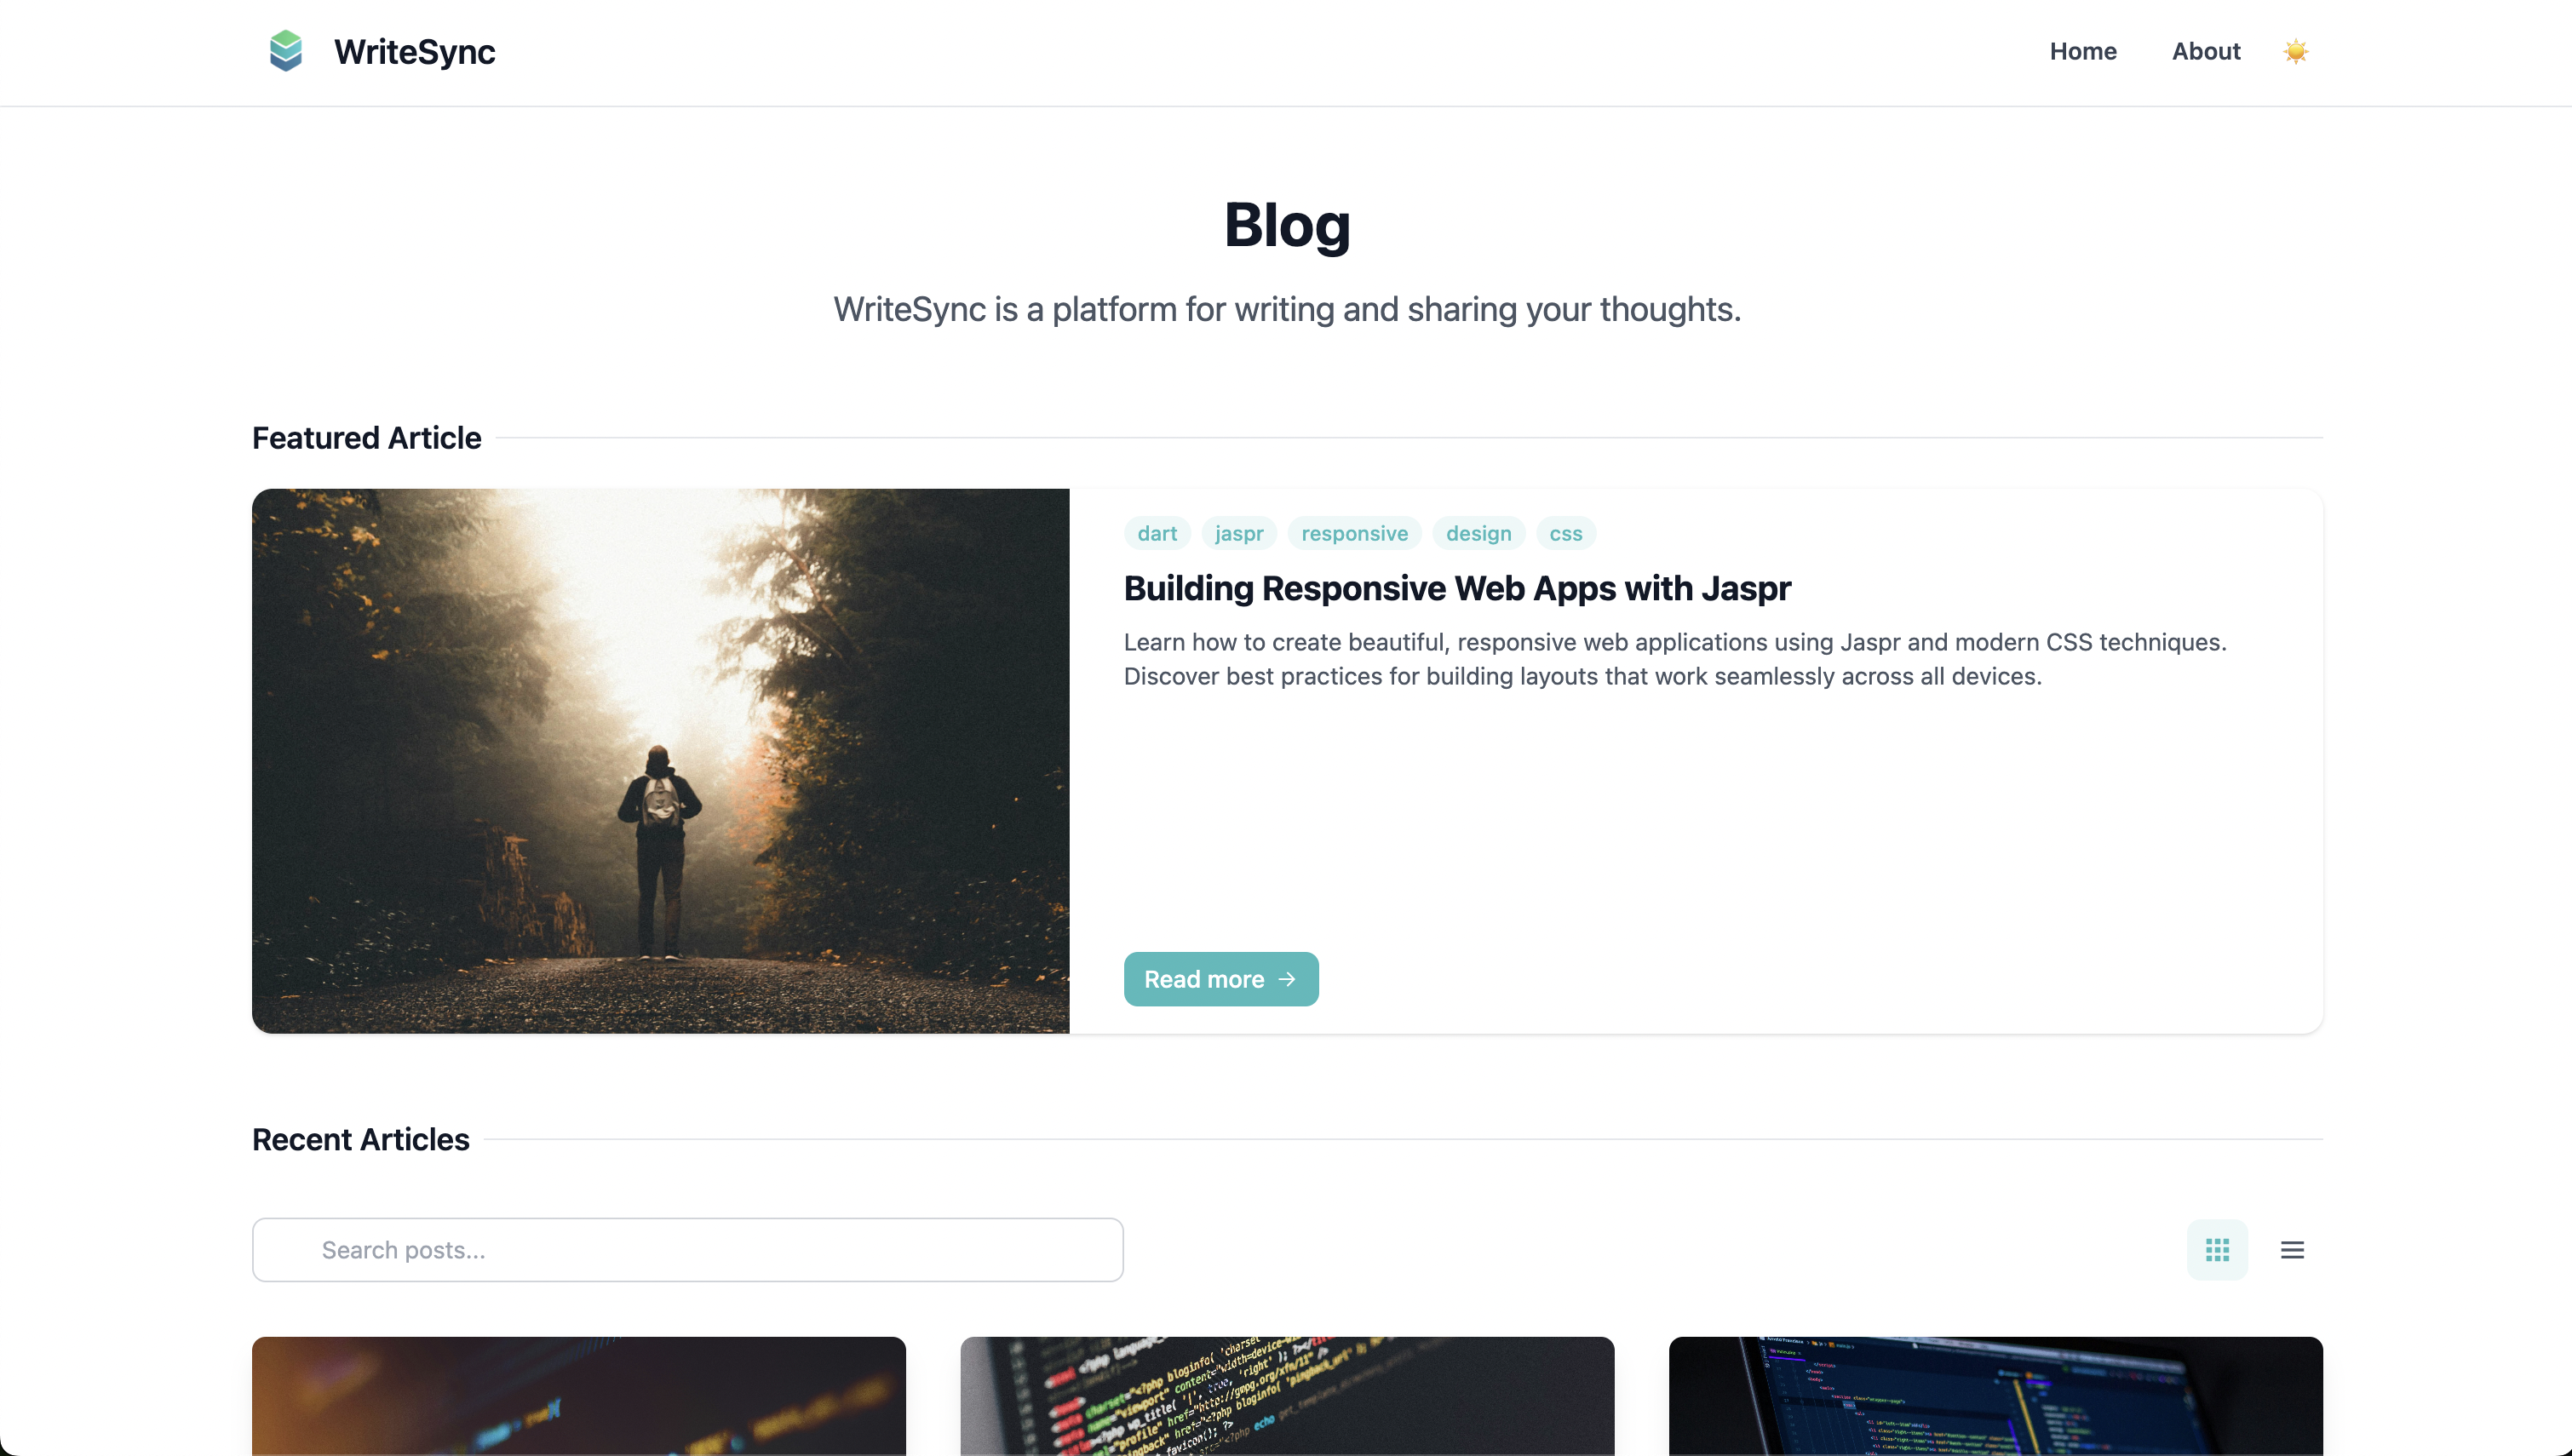 WriteSync
Home
About
Blog
WriteSync is a platform for writing and sharing your thoughts.
Featured Article
dart
jaspr
responsive
design
css
Building Responsive Web Apps with Jaspr
Learn how to create beautiful, responsive web applications using Jaspr and modern CSS techniques.
Discover best practices for building layouts that work seamlessly across all devices.
Read more →
Recent Articles
Search posts...